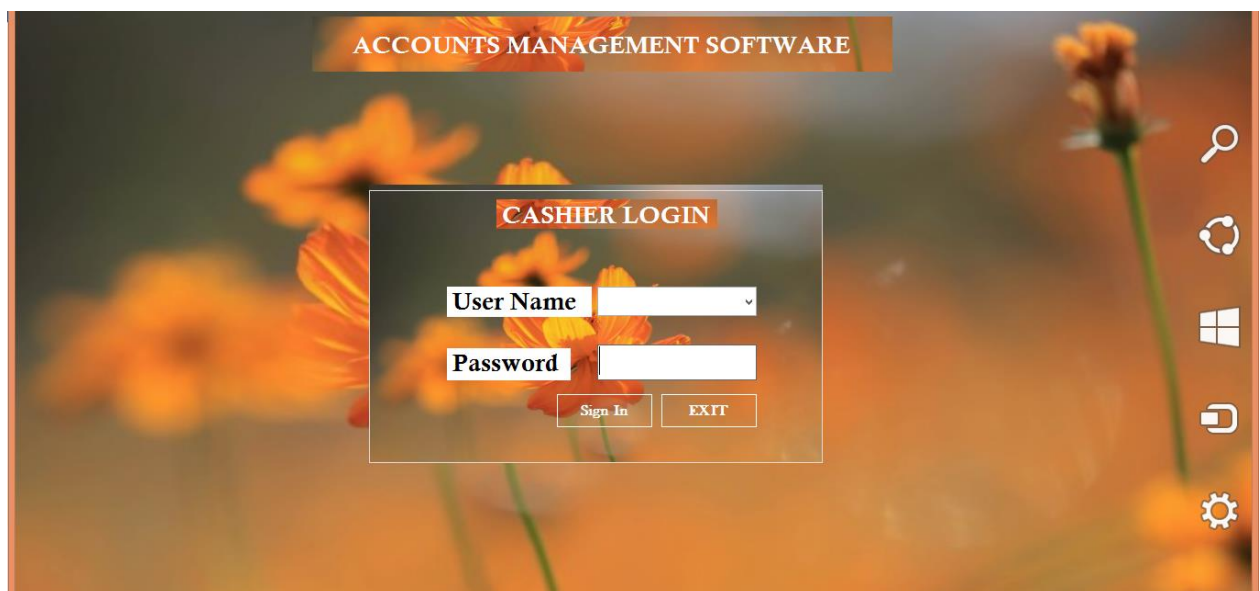 ACCOUNTS MANAGEMENT SOFTWARE
CASHIER LOGIN
User Name
Password
Sign In EXIT